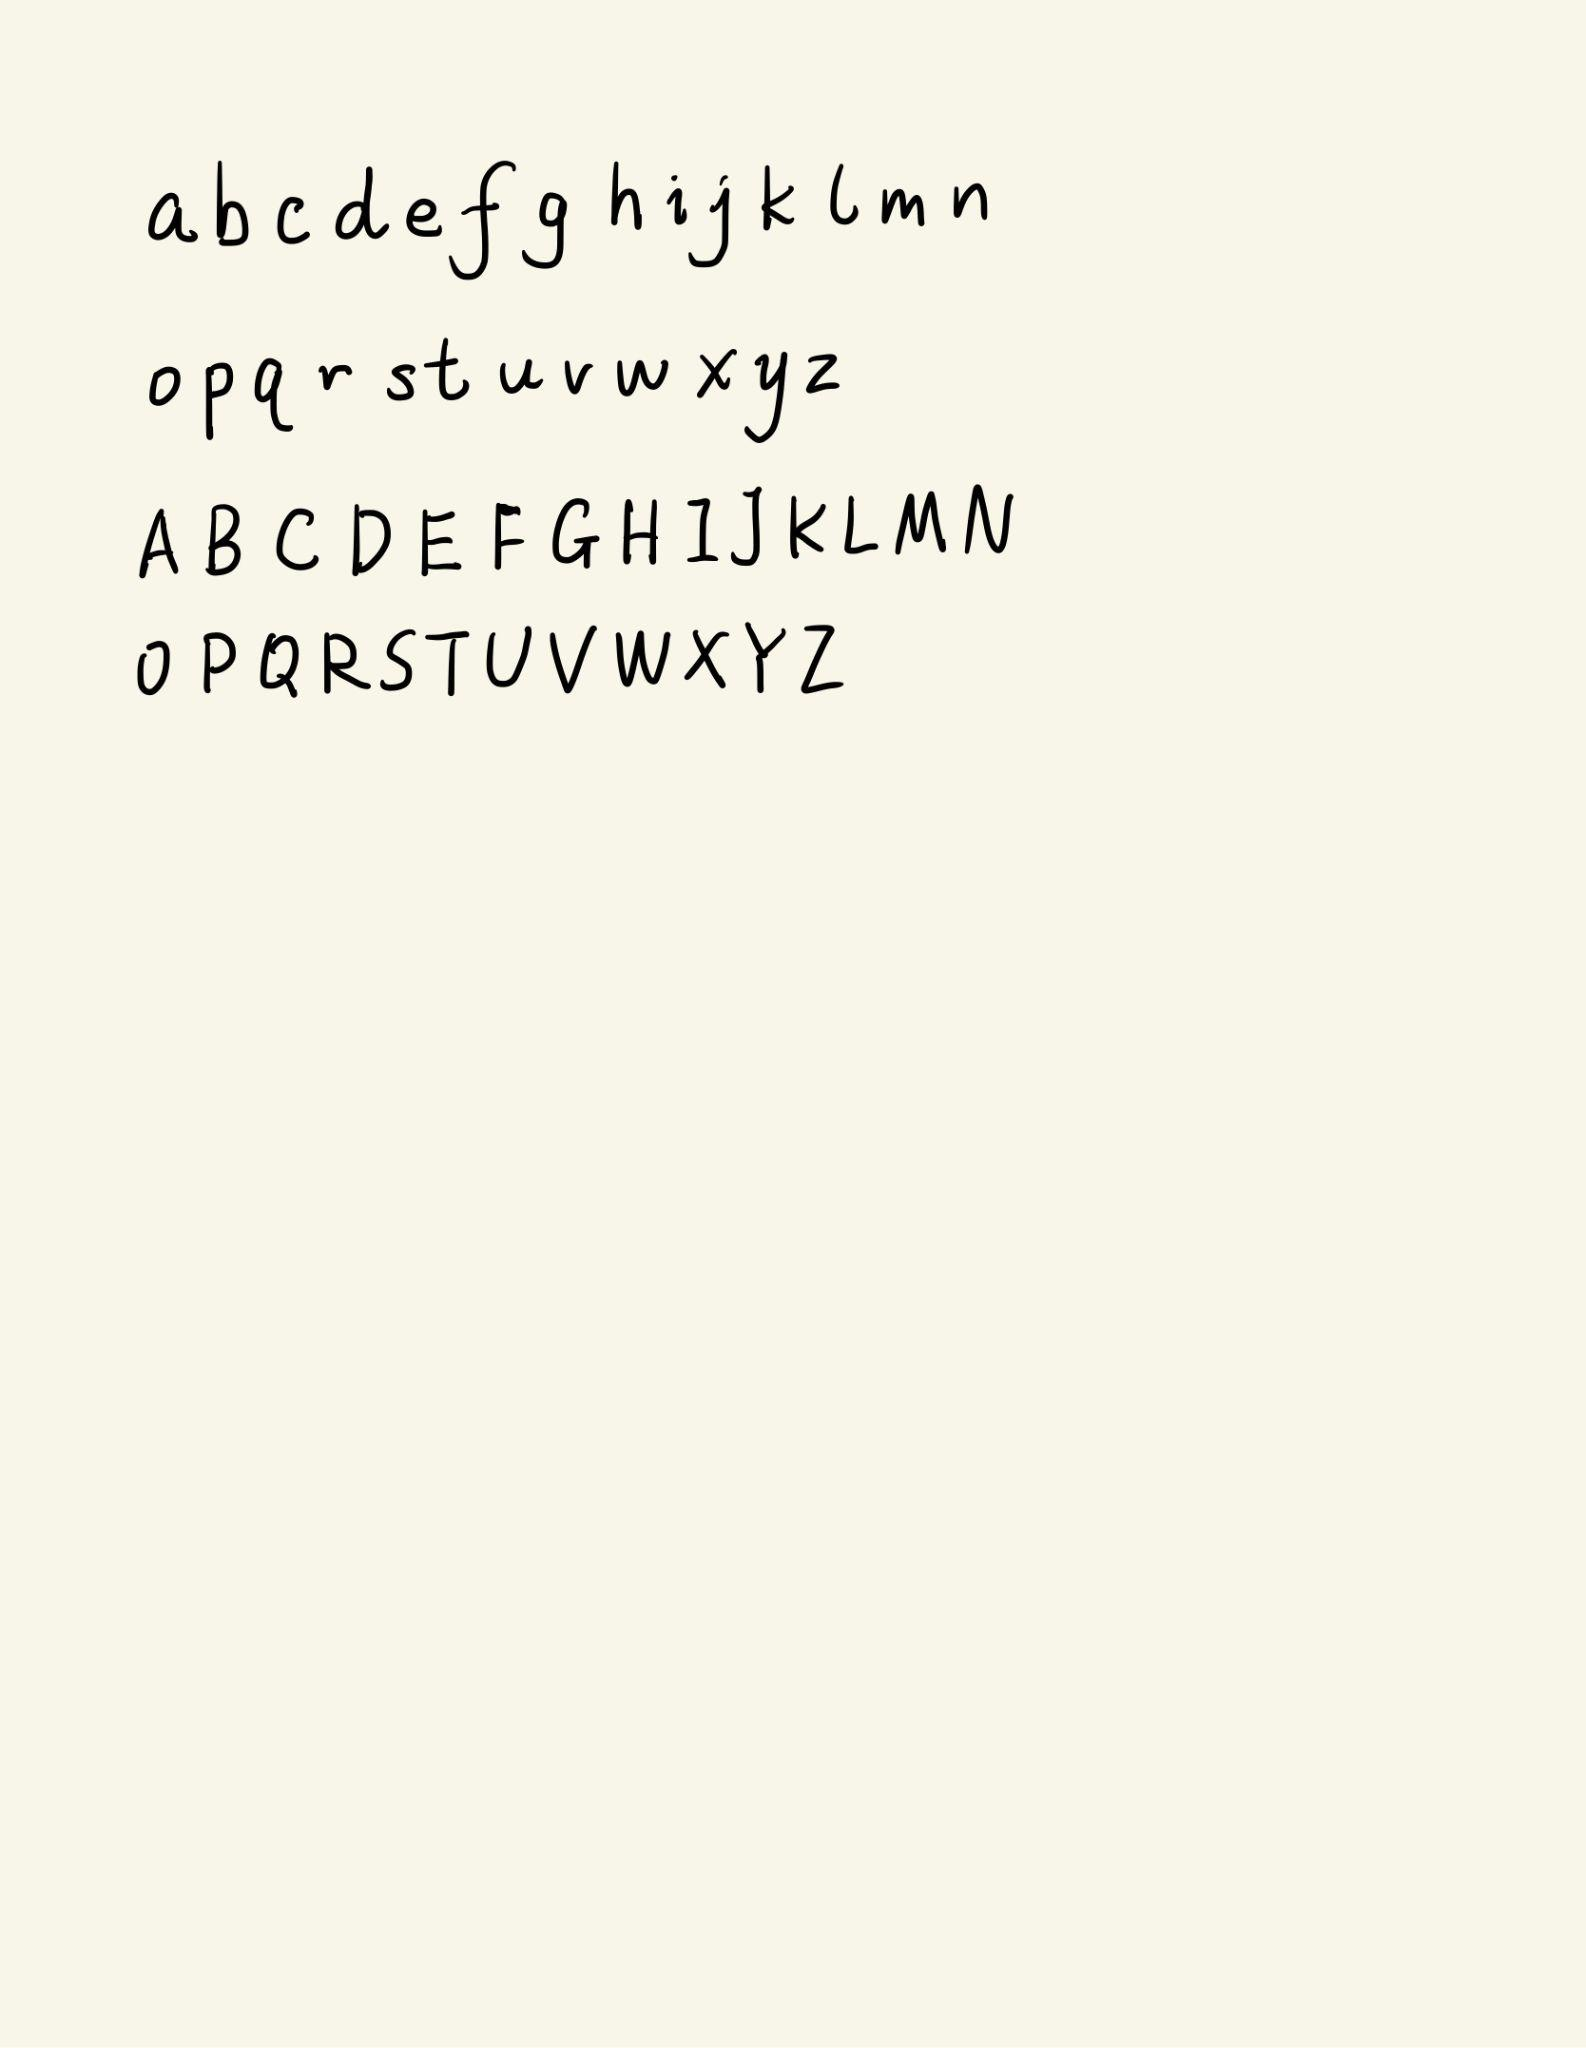 a b c d e f g h i j k l m n
o p q r s t u v w x y z
A B C D E F G H I J K L M N
O P Q R S T U V W X Y Z